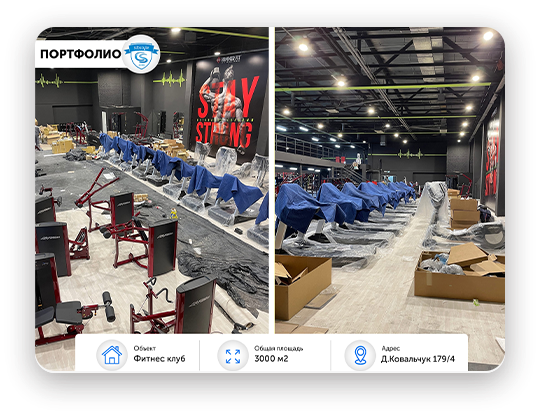 ПОРТФОЛИО
STAY
STRONG
Объект
Фитнес клуб
Общая площадь
3000 м2
Адрес
Д.Ковальчук 179/4